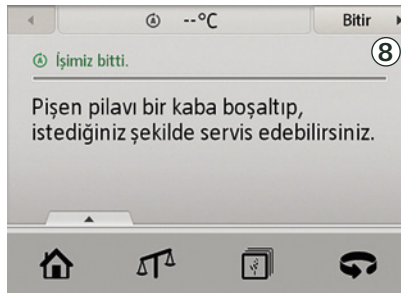 --°C
Bitir
8
İşimiz bitti.
Pişen pilavı bir kaba boşaltıp,
istediğiniz şekilde servis edebilirsiniz.